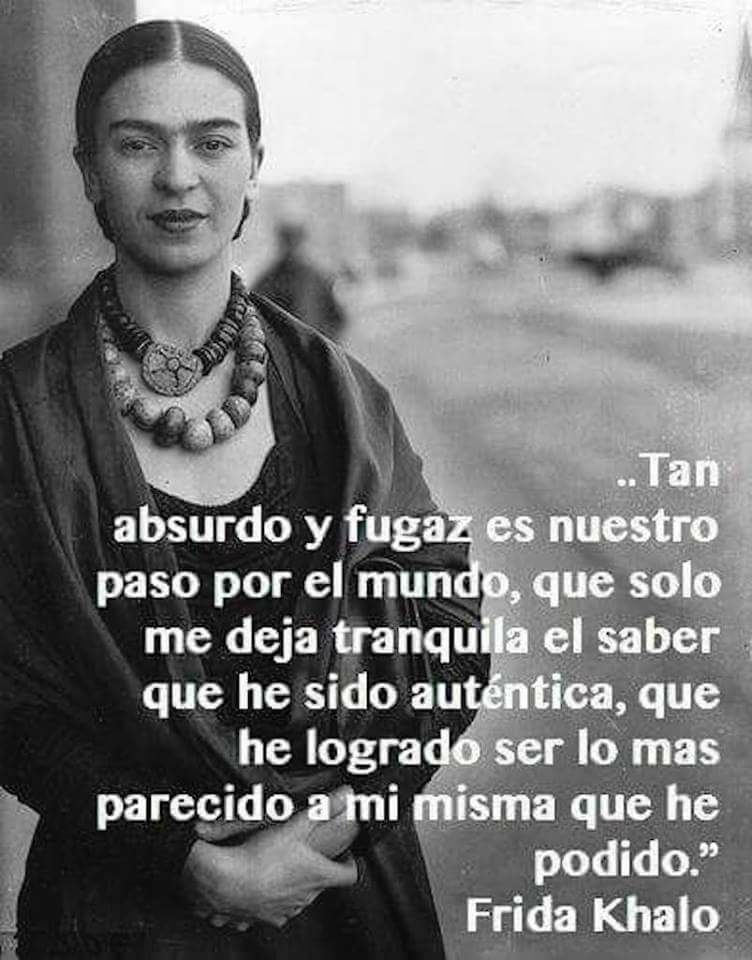 ..Tan
absurdo y fugaz es nuestro
paso por el mundo, que solo
me deja tranquila el saber
que he sido auténtica, que
he logrado ser lo mas
parecido a mi misma que he
podido.”
Frida Khalo